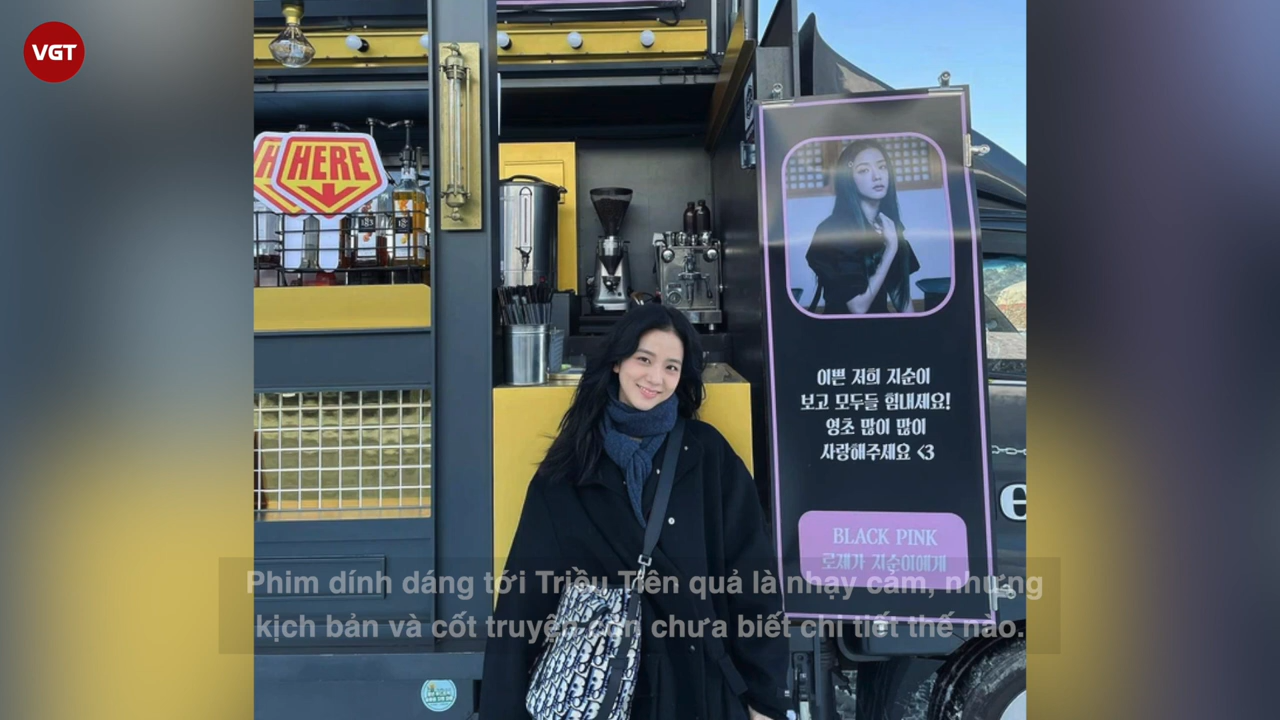 VGT
HERE
이쁜 저희 지순이
보고 모두들 힘내세요!
영초 많이 많이
사랑해주세요 <3
BLACK PINK
로제가 지순이에게
e
Phim dính dáng tới Triều Tiên quả là nhạy cảm, nhưng
kịch bản và cốt truyện còn chưa biết chi tiết thế nào.